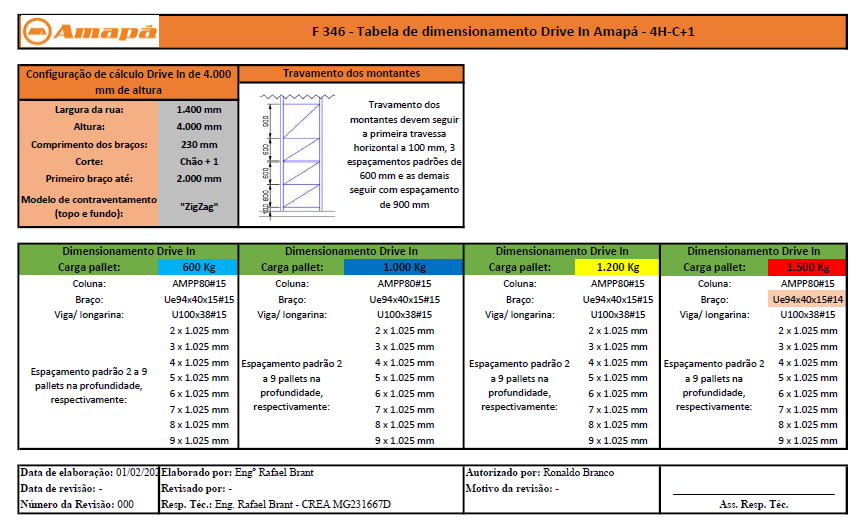 Amapá
F 346 - Tabela de dimensionamento Drive In Amapá - 4H-C+1
Configuração de cálculo Drive In de 4.000
mm de altura
Largura da rua: 1.400 mm
Altura: 4.000 mm
Comprimento dos braços: 230 mm
Corte: Chão + 1
Primeiro braço até: 2.000 mm
Modelo de contraventamento
(topo e fundo): "ZigZag"
Travamento dos montantes
900
600
600
600
100
Travamento dos
montantes devem seguir
a primeira travessa
horizontal a 100 mm, 3
espaçamentos padrões de
600 mm e as demais
seguir com espaçamento
de 900 mm
Dimensionamento Drive In
Carga pallet: 600 Kg
Coluna: AMPP80#15
Braço: Ue94x40x15#15
Viga/ longarina: U100x38#15
Espaçamento padrão 2 a 9
pallets na profundidade,
respectivamente:
2 x 1.025 mm
3 x 1.025 mm
4 x 1.025 mm
5 x 1.025 mm
6 x 1.025 mm
7 x 1.025 mm
8 x 1.025 mm
9 x 1.025 mm
Dimensionamento Drive In
Carga pallet: 1.000 Kg
Coluna: AMPP80#15
Braço: Ue94x40x15#15
Viga/ longarina: U100x38#15
Espaçamento padrão 2
a 9 pallets na
profundidade,
respectivamente:
2 x 1.025 mm
3 x 1.025 mm
4 x 1.025 mm
5 x 1.025 mm
6 x 1.025 mm
7 x 1.025 mm
8 x 1.025 mm
9 x 1.025 mm
Dimensionamento Drive In
Carga pallet: 1.200 Kg
Coluna: AMPP80#15
Braço: Ue94x40x15#15
Viga/ longarina: U100x38#15
Espaçamento padrão 2
a 9 pallets na
profundidade,
respectivamente:
2 x 1.025 mm
3 x 1.025 mm
4 x 1.025 mm
5 x 1.025 mm
6 x 1.025 mm
7 x 1.025 mm
8 x 1.025 mm
9 x 1.025 mm
Dimensionamento Drive In
Carga pallet: 1.500 Kg
Coluna: AMPP80#15
Braço: Ue94x40x15#14
Viga/ longarina: U100x38#15
Espaçamento padrão 2
a 9 pallets na
profundidade,
respectivamente:
2 x 1.025 mm
3 x 1.025 mm
4 x 1.025 mm
5 x 1.025 mm
6 x 1.025 mm
7 x 1.025 mm
8 x 1.025 mm
9 x 1.025 mm
Data de elaboração: 01/02/202
Data de revisão: -
Número da Revisão: 000
Elaborado por: Engº Rafael Brant
Revisado por: -
Resp. Téc.: Eng. Rafael Brant - CREA MG231667D
Autorizado por: Ronaldo Branco
Motivo da revisão: -
Ass. Resp. Téc.